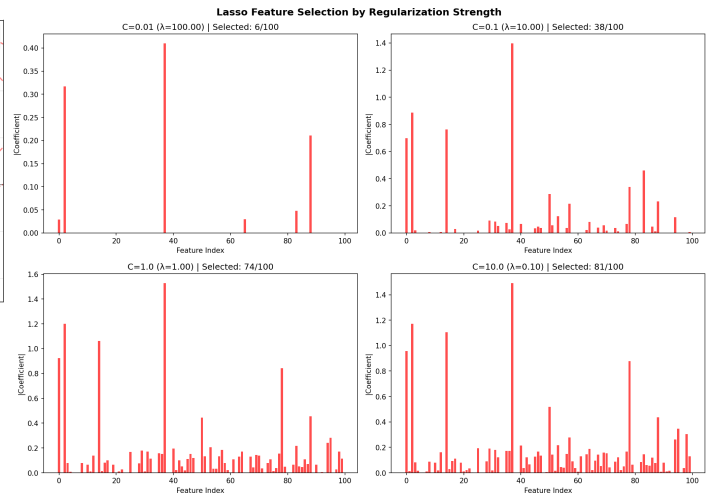 Lasso Feature Selection by Regularization Strength
C=0.01 (λ=100.00) | Selected: 6/100
|Coefficient|
0.40
0.35
0.30
0.25
0.20
0.15
0.10
0.05
0.00
0 20 40 60 80 100
Feature Index
C=0.1 (λ=10.00) | Selected: 38/100
|Coefficient|
1.4
1.2
1.0
0.8
0.6
0.4
0.2
0.0
0 20 40 60 80 100
Feature Index
C=1.0 (λ=1.00) | Selected: 74/100
|Coefficient|
1.6
1.4
1.2
1.0
0.8
0.6
0.4
0.2
0.0
0 20 40 60 80 100
Feature Index
C=10.0 (λ=0.10) | Selected: 81/100
|Coefficient|
1.4
1.2
1.0
0.8
0.6
0.4
0.2
0.0
0 20 40 60 80 100
Feature Index